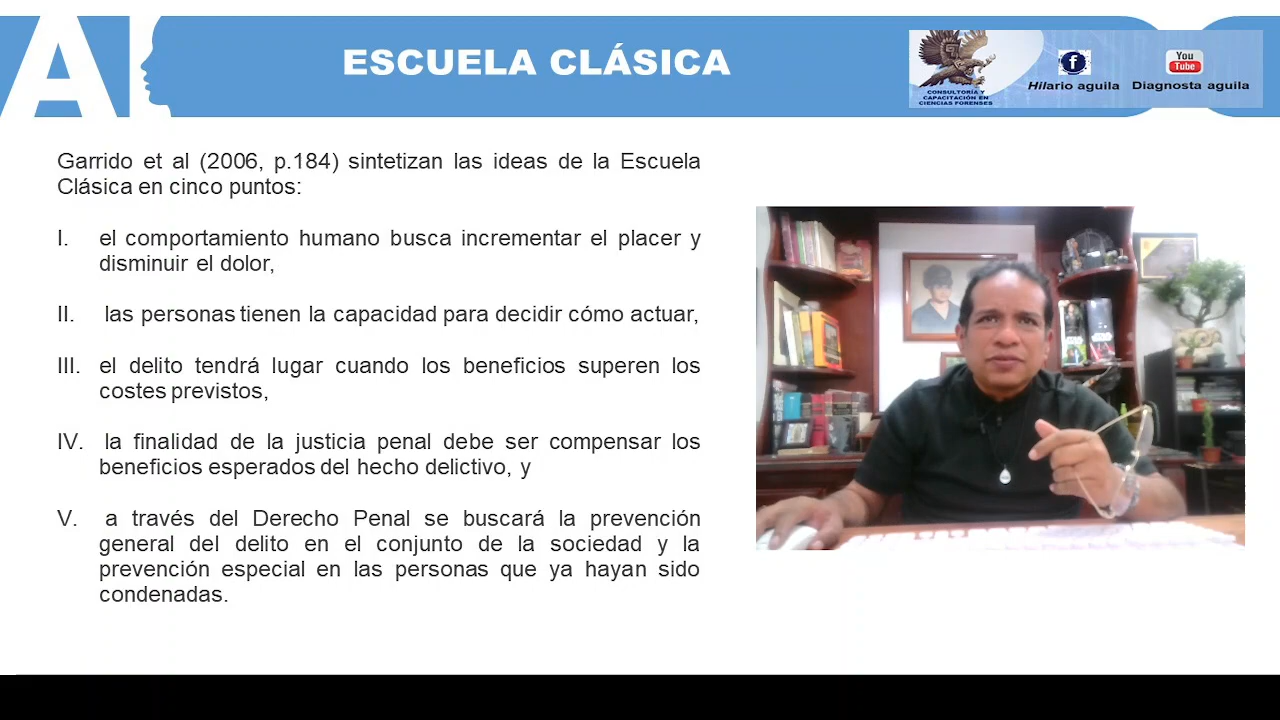 AI
ESCUELA CLÁSICA
CONSULTORÍA Y
CAPACITACIÓN EN
CIENCIAS FORENSES
f
Hilario aguila
You
Tube
Diagnosta aguila
Garrido et al (2006, p.184) sintetizan las ideas de la Escuela
Clásica en cinco puntos:
I. el comportamiento humano busca incrementar el placer y
disminuir el dolor,
II. las personas tienen la capacidad para decidir cómo actuar,
III. el delito tendrá lugar cuando los beneficios superen los
costes previstos,
IV. la finalidad de la justicia penal debe ser compensar los
beneficios esperados del hecho delictivo, y
V. a través del Derecho Penal se buscará la prevención
general del delito en el conjunto de la sociedad y la
prevención especial en las personas que ya hayan sido
condenadas.